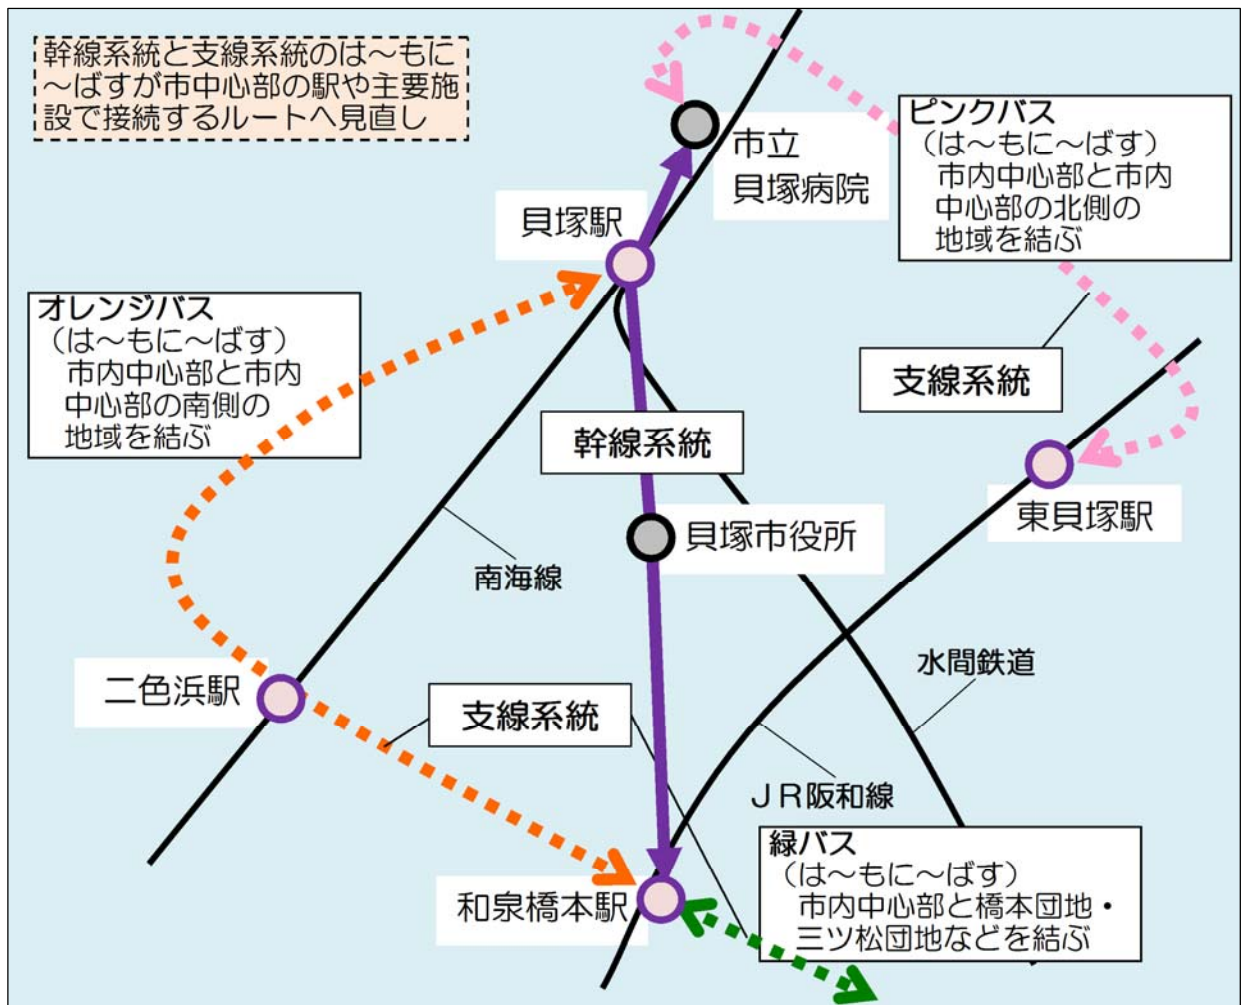 幹線系統と支線系統のは～もに
～ばすが市中心部の駅や主要施
設で接続するルートへ見直し
市立
貝塚病院
ピンクバス
（は～もに～ばす）
市内中心部と市内
中心部の北側の
地域を結ぶ
貝塚駅
オレンジバス
（は～もに～ばす）
市内中心部と市内
中心部の南側の
地域を結ぶ
支線系統
幹線系統
東貝塚駅
貝塚市役所
南海線
二色浜駅
水間鉄道
支線系統
ＪＲ阪和線
和泉橋本駅
緑バス
（は～もに～ばす）
市内中心部と橋本団地・
三ツ松団地などを結ぶ